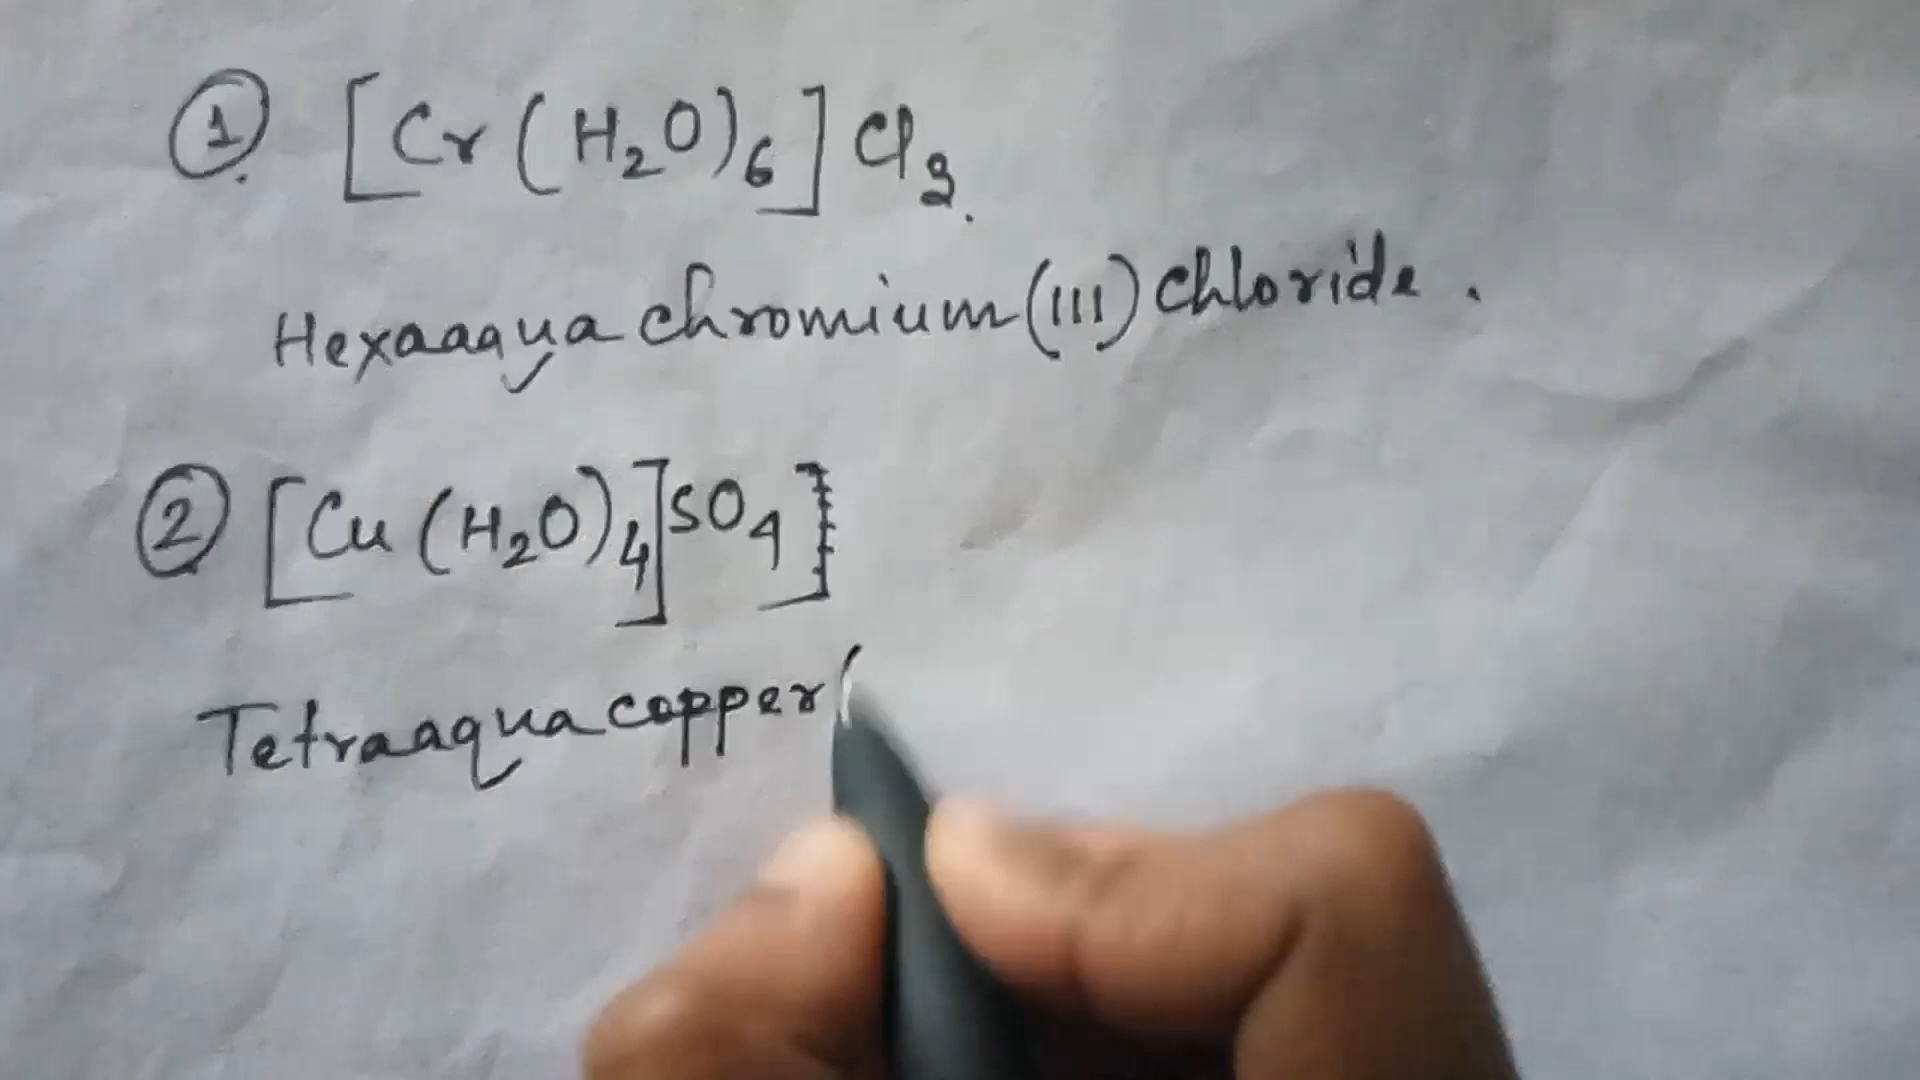 ① [Cr(H₂O)₆]Cl₃.
Hexaaqua chromium(III) chloride.
② [Cu(H₂O)₄]SO₄]
Tetraaqua copper(